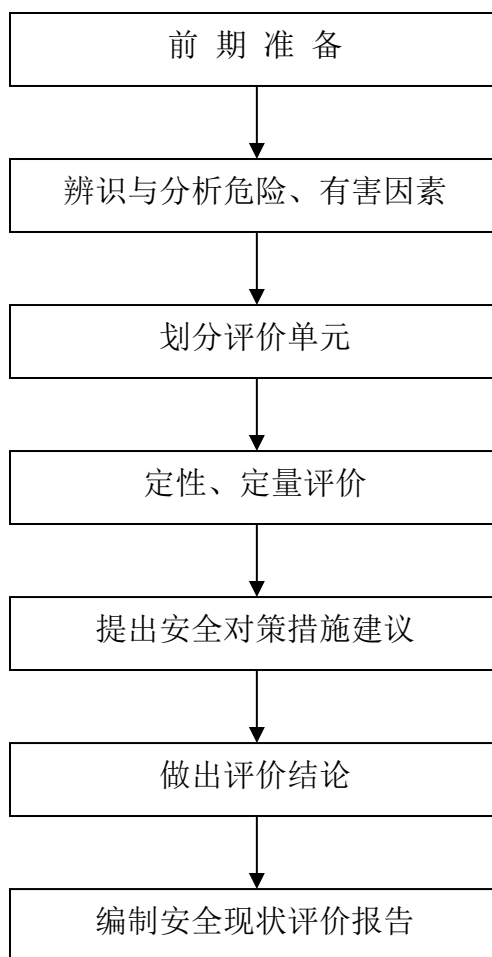 前 期 准 备
辨识与分析危险、有害因素
划分评价单元
定性、定量评价
提出安全对策措施建议
做出评价结论
编制安全现状评价报告